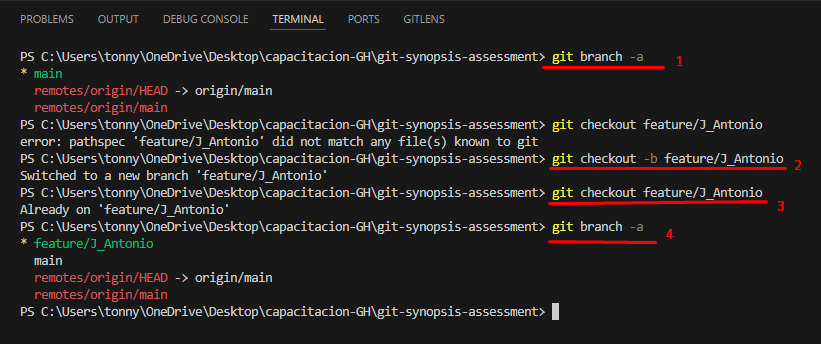 PROBLEMS OUTPUT DEBUG CONSOLE TERMINAL PORTS GITLENS
PS C:\Users\tonny\OneDrive\Desktop\capacitacion-GH\git-synopsis-assessment> git branch -a 1
* main
remotes/origin/HEAD -> origin/main
remotes/origin/main
PS C:\Users\tonny\OneDrive\Desktop\capacitacion-GH\git-synopsis-assessment> git checkout feature/J_Antonio
error: pathspec 'feature/J_Antonio' did not match any file(s) known to git
PS C:\Users\tonny\OneDrive\Desktop\capacitacion-GH\git-synopsis-assessment> git checkout -b feature/J_Antonio 2
Switched to a new branch 'feature/J_Antonio'
PS C:\Users\tonny\OneDrive\Desktop\capacitacion-GH\git-synopsis-assessment> git checkout feature/J_Antonio 3
Already on 'feature/J_Antonio'
PS C:\Users\tonny\OneDrive\Desktop\capacitacion-GH\git-synopsis-assessment> git branch -a 4
* feature/J_Antonio
main
remotes/origin/HEAD -> origin/main
remotes/origin/main
PS C:\Users\tonny\OneDrive\Desktop\capacitacion-GH\git-synopsis-assessment>